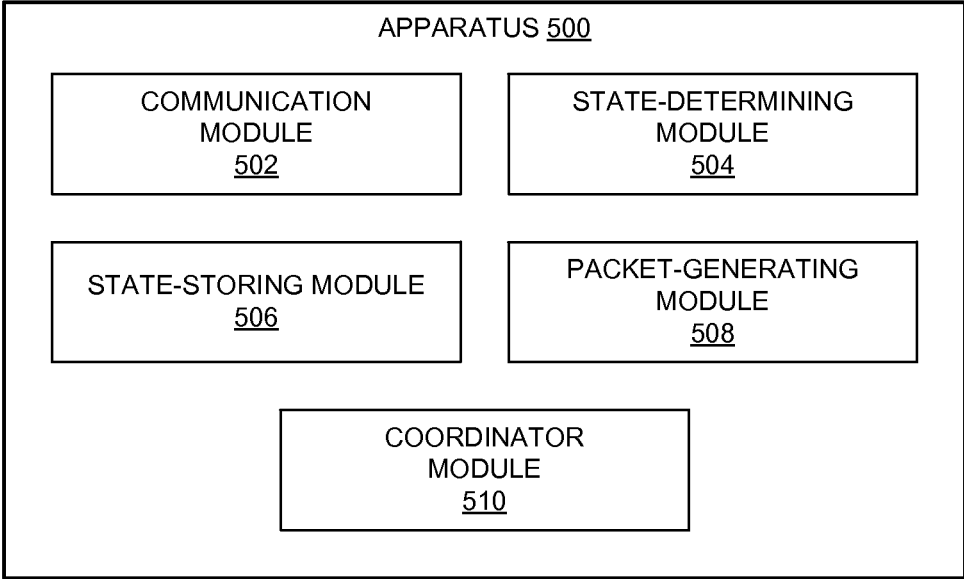 APPARATUS 500
COMMUNICATION
MODULE
502
STATE-DETERMINING
MODULE
504
STATE-STORING MODULE
506
PACKET-GENERATING
MODULE
508
COORDINATOR
MODULE
510